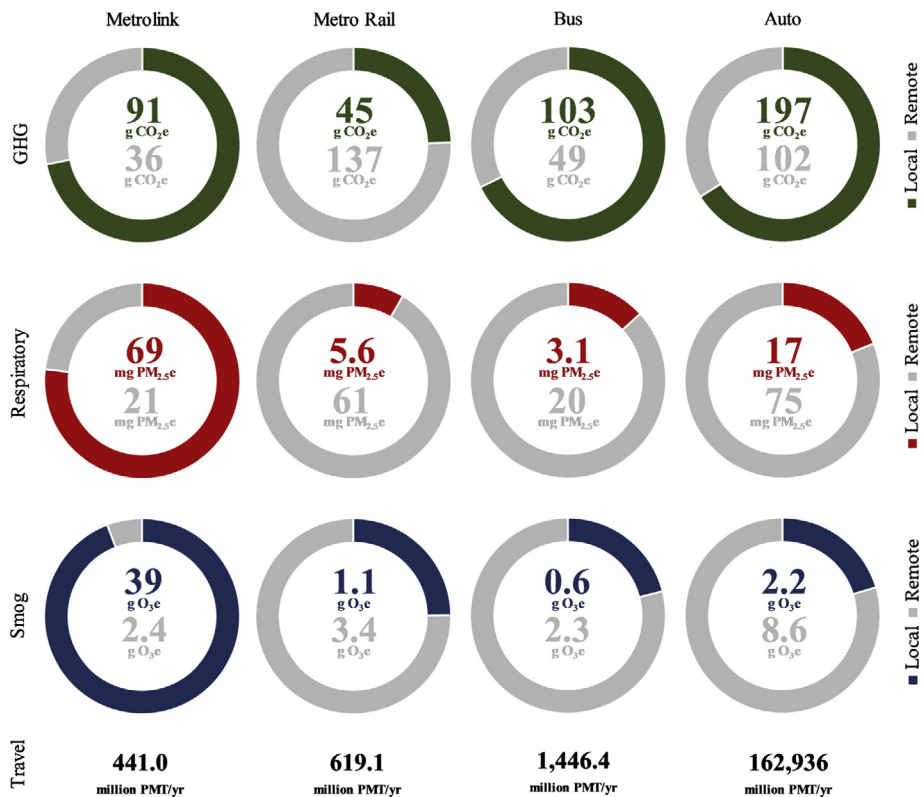 Metrolink Metro Rail Bus Auto
GHG
91
g CO₂e
36
g CO₂e
45
g CO₂e
137
g CO₂e
103
g CO₂e
49
g CO₂e
197
g CO₂e
102
g CO₂e
Local Remote
Respiratory
69
mg PM₂.₅e
21
mg PM₂.₅e
5.6
mg PM₂.₅e
61
mg PM₂.₅e
3.1
mg PM₂.₅e
20
mg PM₂.₅e
17
mg PM₂.₅e
75
mg PM₂.₅e
Local Remote
Smog
39
g O₃e
2.4
g O₃e
1.1
g O₃e
3.4
g O₃e
0.6
g O₃e
2.3
g O₃e
2.2
g O₃e
8.6
g O₃e
Local Remote
Travel
441.0
million PMT/yr
619.1
million PMT/yr
1,446.4
million PMT/yr
162,936
million PMT/yr